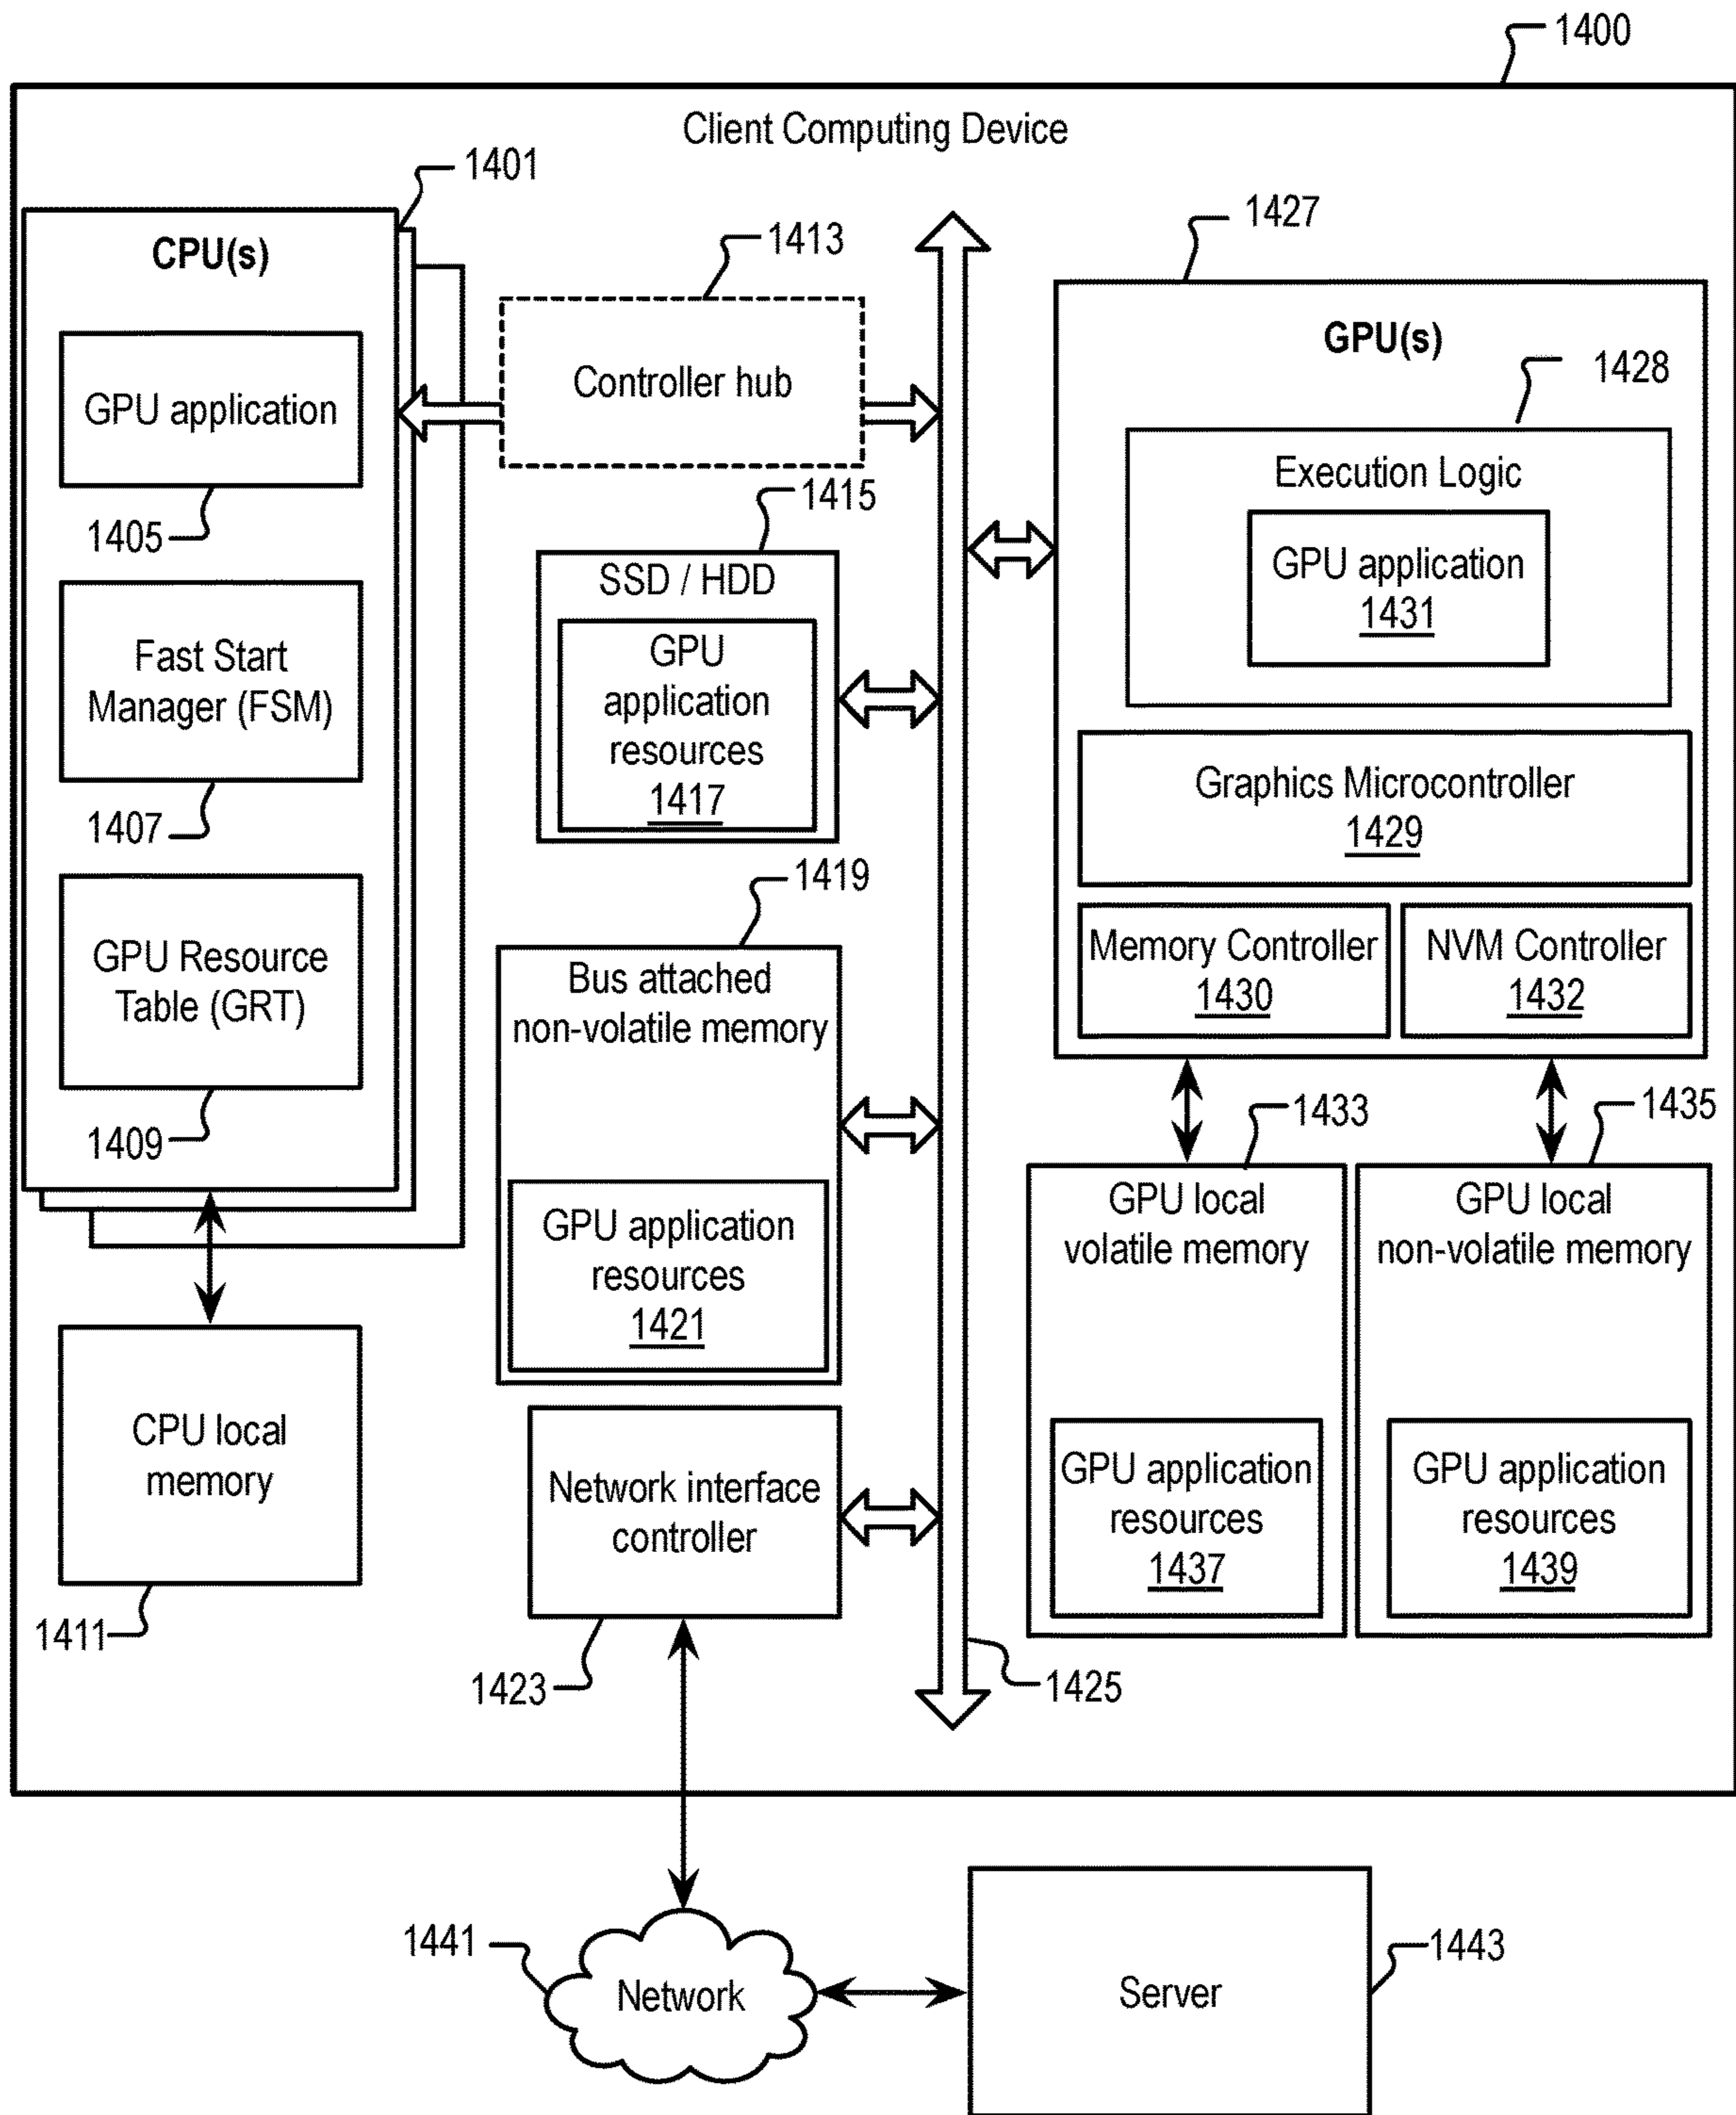 1400
Client Computing Device
1401
CPU(s)
GPU application
1405
Fast Start
Manager (FSM)
1407
GPU Resource
Table (GRT)
1409
CPU local
memory
1411
1413
Controller hub
1415
SSD / HDD
GPU
application
resources
1417
1419
Bus attached
non-volatile memory
GPU application
resources
1421
Network interface
controller
1423
1425
1427
GPU(s)
1428
Execution Logic
GPU application
1431
Graphics Microcontroller
1429
Memory Controller
1430
NVM Controller
1432
1433
GPU local
volatile memory
GPU application
resources
1437
1435
GPU local
non-volatile memory
GPU application
resources
1439
1441
Network
Server
1443